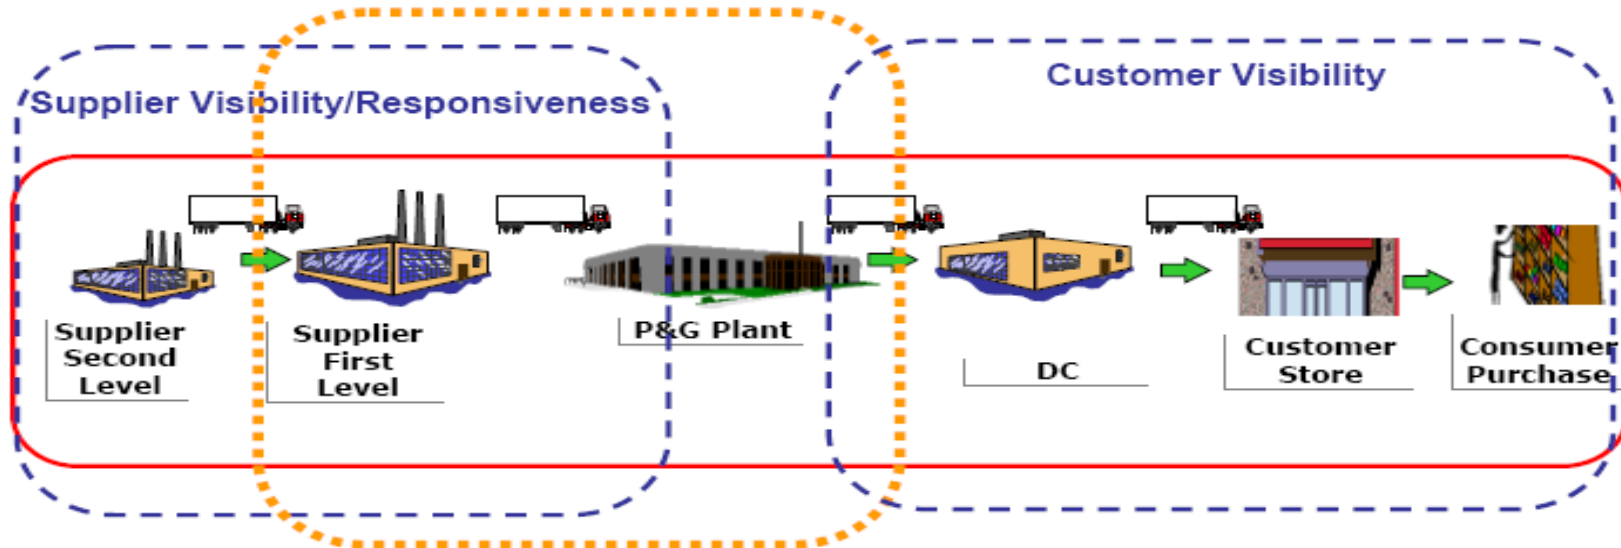 Supplier Visibility/Responsiveness
Customer Visibility
Supplier
Second
Level
Supplier
First
Level
P&G Plant
DC
Customer
Store
Consumer
Purchase